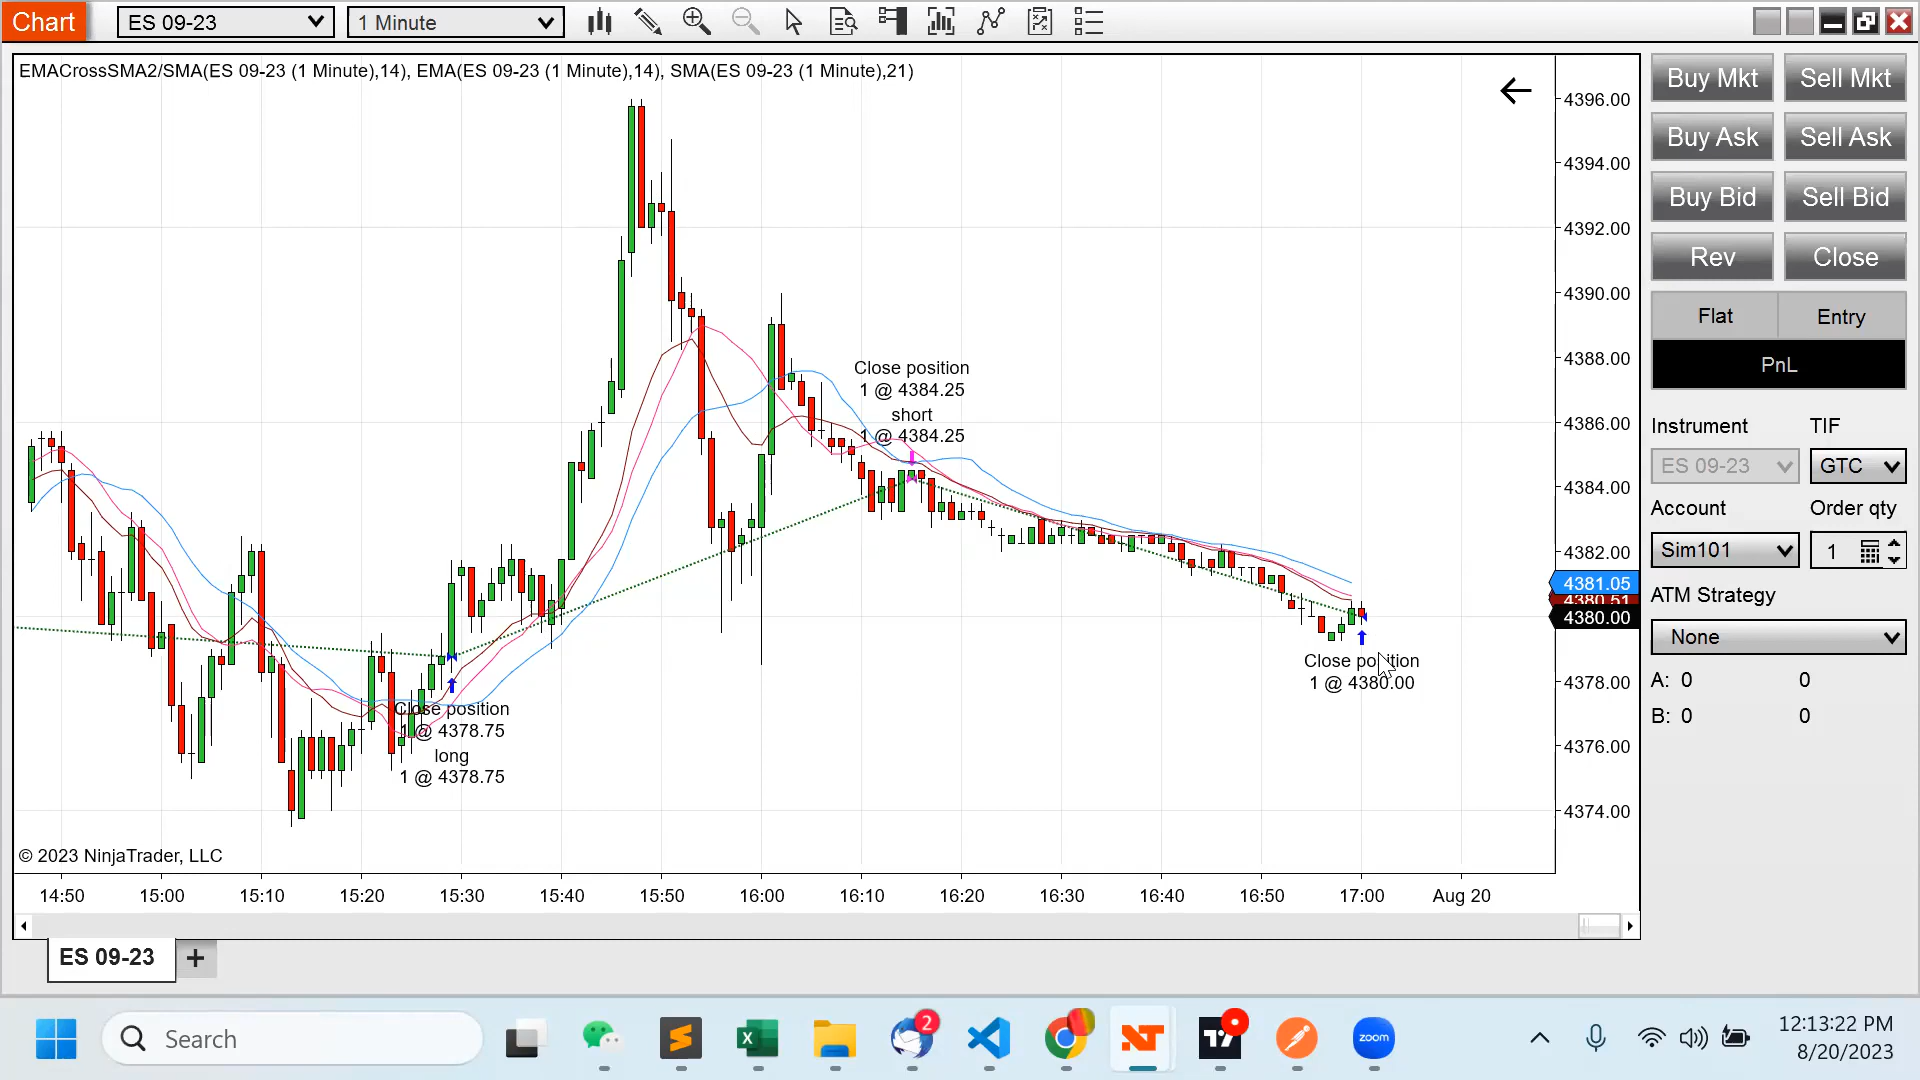 Chart
ES 09-23
1 Minute
EMACrossSMA2/SMA(ES 09-23 (1 Minute),14), EMA(ES 09-23 (1 Minute),14), SMA(ES 09-23 (1 Minute),21)
4396.00
4394.00
4392.00
4390.00
4388.00
4386.00
4384.00
4382.00
4381.05
4380.51
4380.00
4378.00
4376.00
4374.00
Close position
1 @ 4384.25
short
1 @ 4384.25
Close position
1 @ 4378.75
long
1 @ 4378.75
Close position
1 @ 4380.00
© 2023 NinjaTrader, LLC
14:50 15:00 15:10 15:20 15:30 15:40 15:50 16:00 16:10 16:20 16:30 16:40 16:50 17:00 Aug 20
ES 09-23
+
Buy Mkt Sell Mkt
Buy Ask Sell Ask
Buy Bid Sell Bid
Rev Close
Flat Entry
PnL
Instrument TIF
ES 09-23 GTC
Account Order qty
Sim101 1
ATM Strategy
None
A: 0 0
B: 0 0
Search
2
zoom
12:13:22 PM
8/20/2023